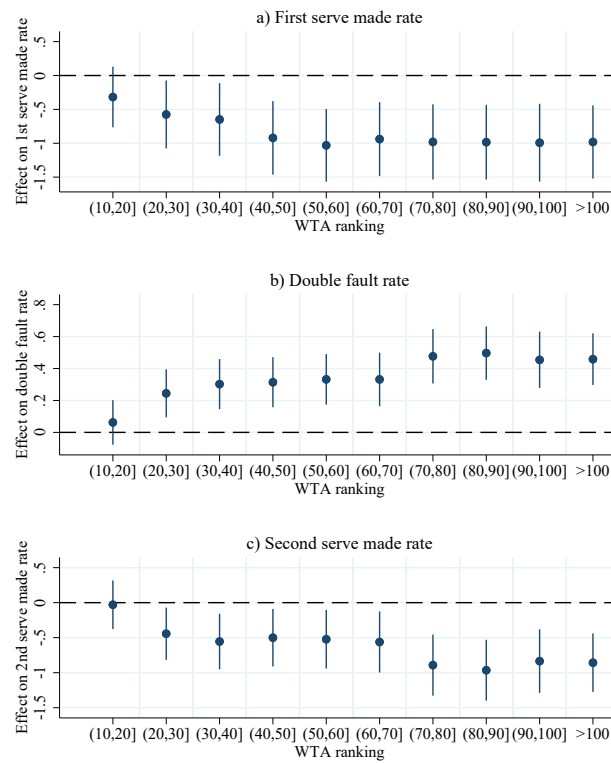 a) First serve made rate
Effect on 1st serve made rate
.5
0
-.5
-1
-1.5
(10,20] (20,30] (30,40] (40,50] (50,60] (60,70] (70,80] (80,90] (90,100] >100
WTA ranking
b) Double fault rate
Effect on double fault rate
.8
.6
.4
.2
0
(10,20] (20,30] (30,40] (40,50] (50,60] (60,70] (70,80] (80,90] (90,100] >100
WTA ranking
c) Second serve made rate
Effect on 2nd serve made rate
.5
0
-.5
-1
-1.5
(10,20] (20,30] (30,40] (40,50] (50,60] (60,70] (70,80] (80,90] (90,100] >100
WTA ranking